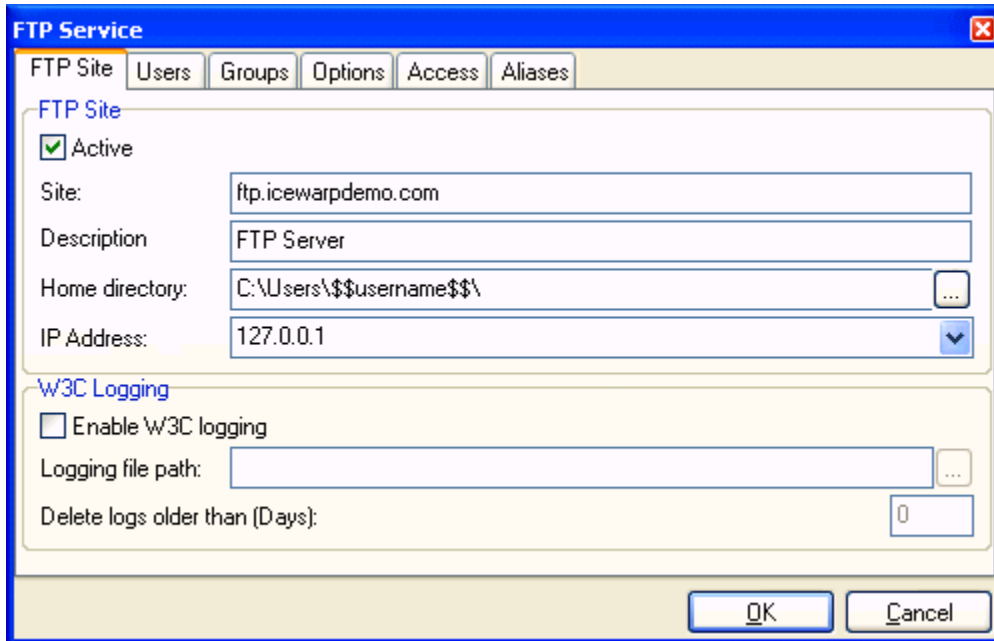 FTP Service
FTP Site Users Groups Options Access Aliases
FTP Site
Active
Site: ftp.icewarpdemo.com
Description FTP Server
Home directory: C:\Users\$$username$$\ ...
IP Address: 127.0.0.1
W3C Logging
Enable W3C logging
Logging file path: ...
Delete logs older than (Days): 0
OK Cancel